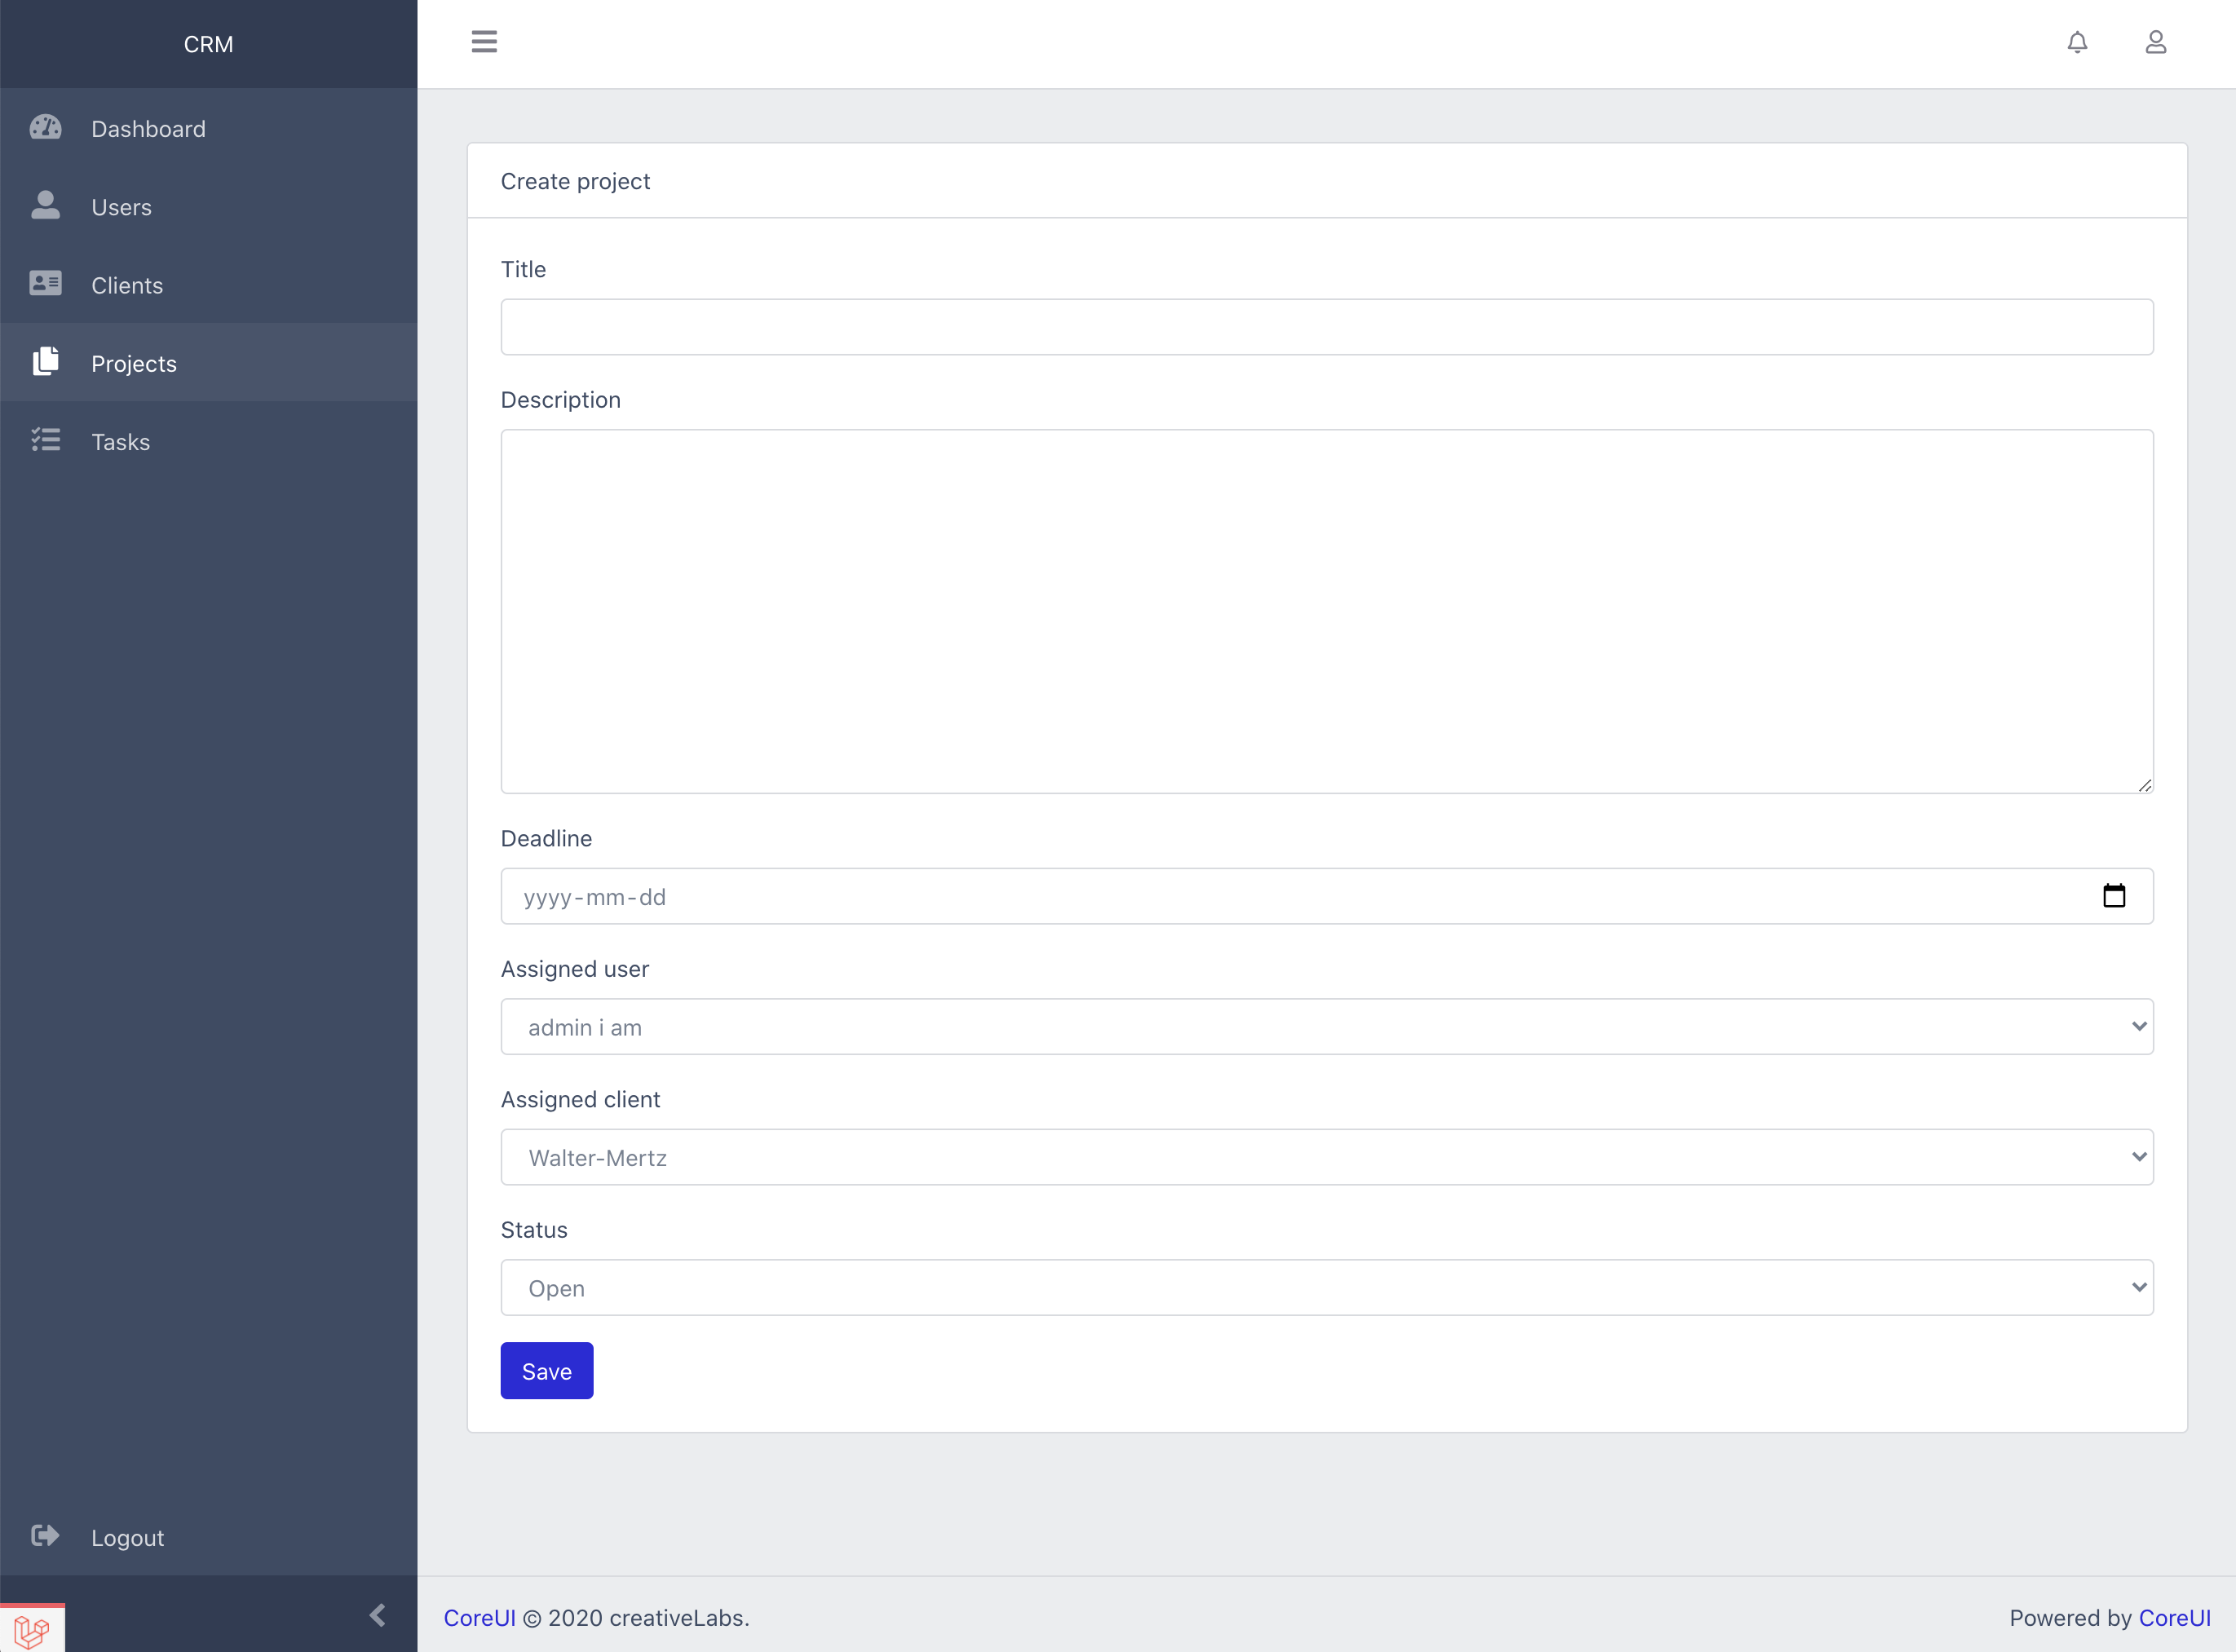 CRM
Dashboard
Users
Clients
Projects
Tasks
Logout
Create project
Title
Description
Deadline
yyyy-mm-dd
Assigned user
admin i am
Assigned client
Walter-Mertz
Status
Open
Save
CoreUI © 2020 creativeLabs.
Powered by CoreUI